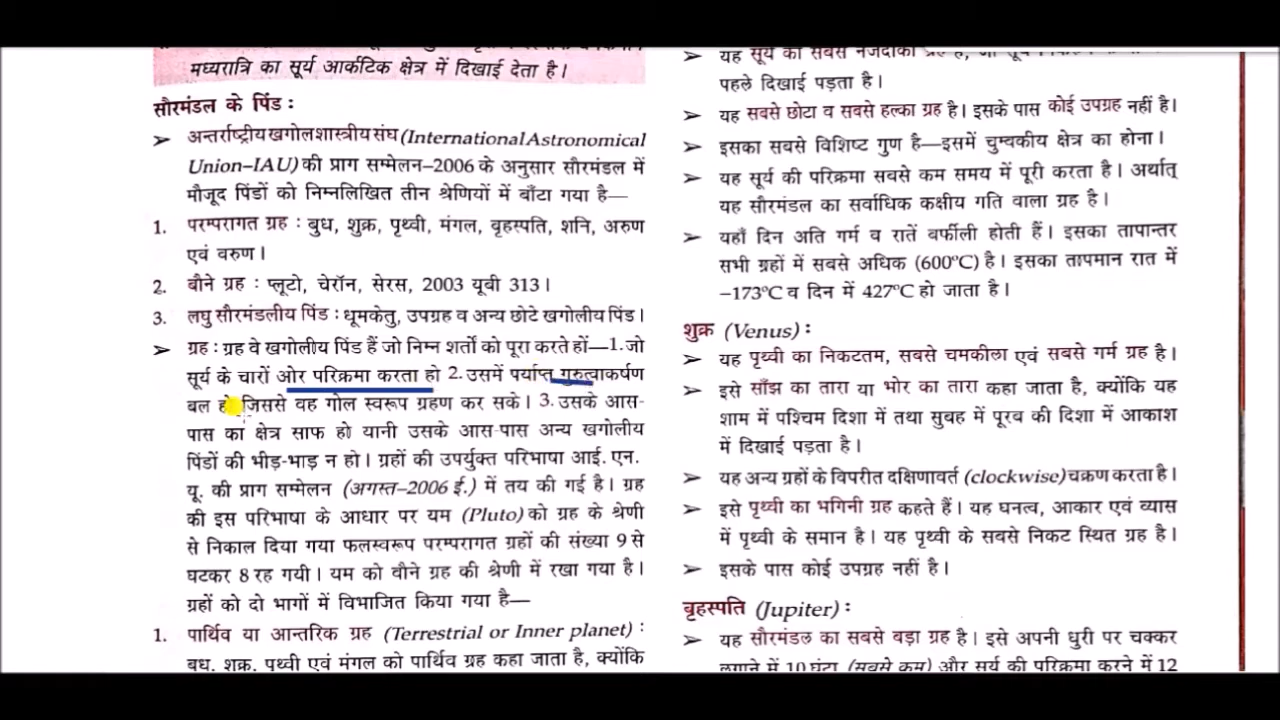 मध्यरात्रि का सूर्य आर्कटिक क्षेत्र में दिखाई देता है।
सौरमंडल के पिंड :
➢ अन्तर्राष्ट्रीय खगोलशास्त्रीय संघ (International Astronomical
Union–IAU) की प्राग सम्मेलन–2006 के अनुसार सौरमंडल में
मौजूद पिंडों को निम्नलिखित तीन श्रेणियों में बाँटा गया है—
1. परम्परागत ग्रह : बुध, शुक्र, पृथ्वी, मंगल, वृहस्पति, शनि, अरुण
एवं वरुण।
2. बौने ग्रह : प्लूटो, चेरॉन, सेरस, 2003 यूबी 313।
3. लघु सौरमंडलीय पिंड : धूमकेतु, उपग्रह व अन्य छोटे खगोलीय पिंड।
➢ ग्रह : ग्रह वे खगोलीय पिंड हैं जो निम्न शर्तो को पूरा करते हों—1. जो
सूर्य के चारों ओर परिक्रमा करता हो 2. उसमें पर्याप्त गुरुत्वाकर्षण
बल हो जिससे वह गोल स्वरूप ग्रहण कर सके। 3. उसके आस-
पास का क्षेत्र साफ हो यानी उसके आस-पास अन्य खगोलीय
पिंडों की भीड़-भाड़ न हो। ग्रहों की उपर्युक्त परिभाषा आई. एन.
यू. की प्राग सम्मेलन (अगस्त–2006 ई.) में तय की गई है। ग्रह
की इस परिभाषा के आधार पर यम (Pluto) को ग्रह के श्रेणी
से निकाल दिया गया फलस्वरूप परम्परागत ग्रहों की संख्या 9 से
घटकर 8 रह गयी। यम को वौने ग्रह की श्रेणी में रखा गया है।
ग्रहों को दो भागों में विभाजित किया गया है—
1. पार्थिव या आन्तरिक ग्रह (Terrestrial or Inner planet) :
बुध, शुक्र, पृथ्वी एवं मंगल को पार्थिव ग्रह कहा जाता है, क्योंकि
➢ यह सूर्य का सबसे नजदीकी ग्रह है, जो सूर्य
पहले दिखाई पड़ता है।
➢ यह सबसे छोटा व सबसे हल्का ग्रह है। इसके पास कोई उपग्रह नहीं है।
➢ इसका सबसे विशिष्ट गुण है—इसमें चुम्बकीय क्षेत्र का होना।
➢ यह सूर्य की परिक्रमा सबसे कम समय में पूरी करता है। अर्थात्
यह सौरमंडल का सर्वाधिक कक्षीय गति वाला ग्रह है।
➢ यहाँ दिन अति गर्म व रातें बर्फीली होती हैं। इसका तापान्तर
सभी ग्रहों में सबसे अधिक (600°C) है। इसका तापमान रात में
–173°C व दिन में 427°C हो जाता है।
शुक्र (Venus) :
➢ यह पृथ्वी का निकटतम, सबसे चमकीला एवं सबसे गर्म ग्रह है।
➢ इसे साँझ का तारा या भोर का तारा कहा जाता है, क्योंकि यह
शाम में पश्चिम दिशा में तथा सुबह में पूरब की दिशा में आकाश
में दिखाई पड़ता है।
➢ यह अन्य ग्रहों के विपरीत दक्षिणावर्त (clockwise) चक्रण करता है।
➢ इसे पृथ्वी का भगिनी ग्रह कहते हैं। यह घनत्व, आकार एवं व्यास
में पृथ्वी के समान है। यह पृथ्वी के सबसे निकट स्थित ग्रह है।
➢ इसके पास कोई उपग्रह नहीं है।
बृहस्पति (Jupiter) :
➢ यह सौरमंडल का सबसे बड़ा ग्रह है। इसे अपनी धुरी पर चक्कर
लगाने में 10 घंटा (सबसे कम) और सूर्य की परिक्रमा करने में 12